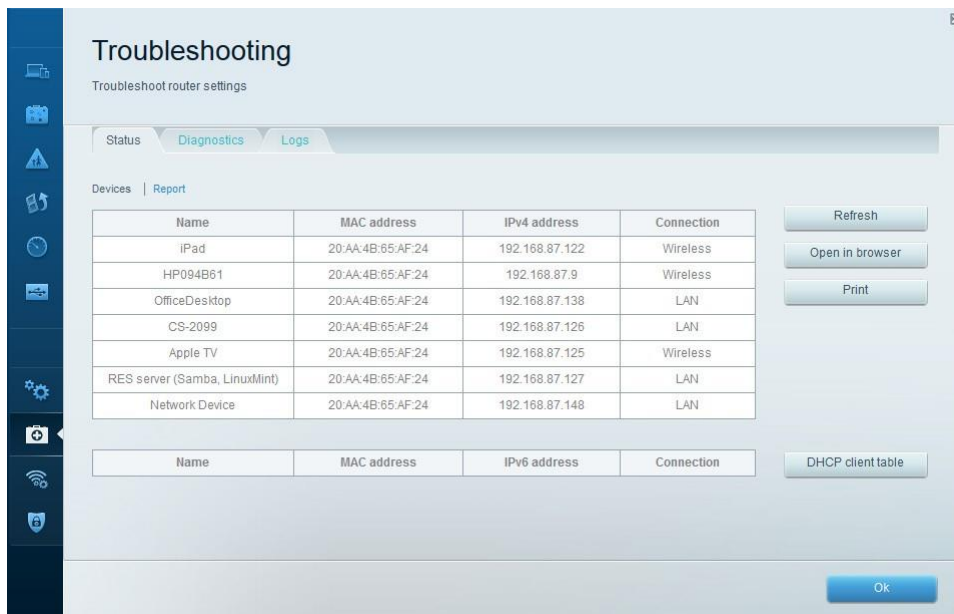 Troubleshooting
Troubleshoot router settings
Status Diagnostics Logs
Devices | Report
Name MAC address IPv4 address Connection
iPad 20:AA:4B:65:AF:24 192.168.87.122 Wireless
HP094B61 20:AA:4B:65:AF:24 192.168.87.9 Wireless
OfficeDesktop 20:AA:4B:65:AF:24 192.168.87.138 LAN
CS-2099 20:AA:4B:65:AF:24 192.168.87.126 LAN
Apple TV 20:AA:4B:65:AF:24 192.168.87.125 Wireless
RES server (Samba, LinuxMint) 20:AA:4B:65:AF:24 192.168.87.127 LAN
Network Device 20:AA:4B:65:AF:24 192.168.87.148 LAN
Refresh
Open in browser
Print
Name MAC address IPv6 address Connection
DHCP client table
Ok